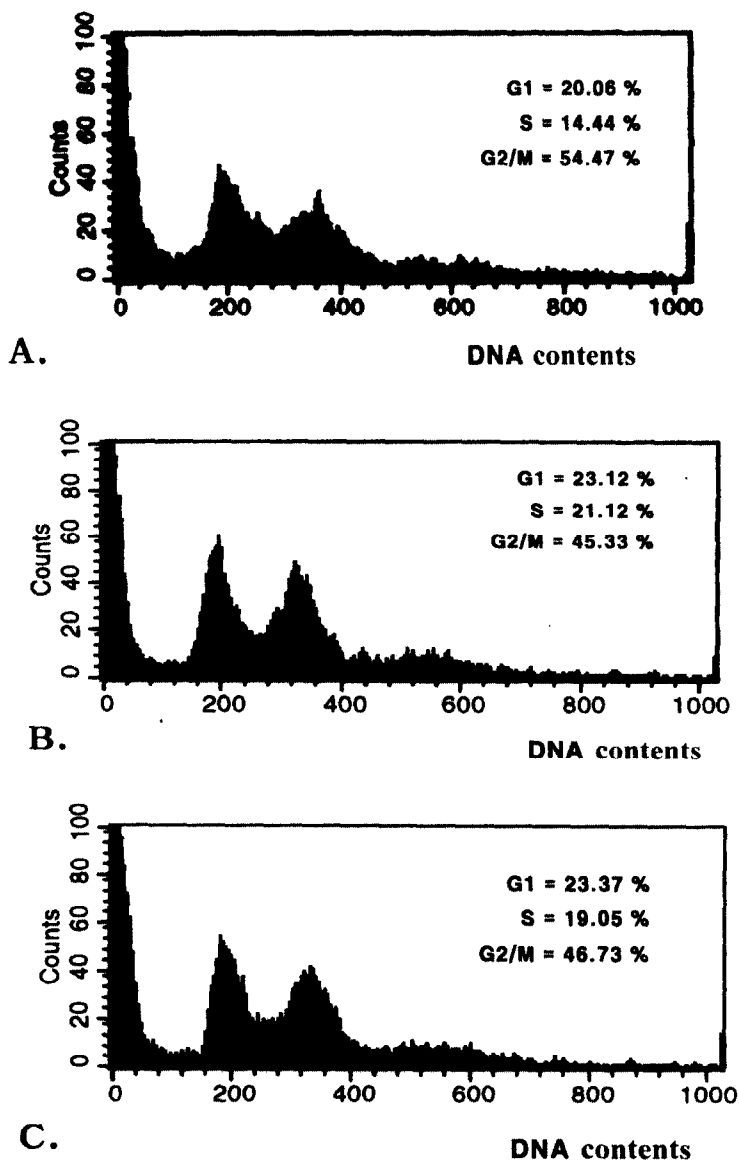 100
80
60
40
20
0
Counts
G1 = 20.06 %
S = 14.44 %
G2/M = 54.47 %
0 200 400 600 800 1000
A.
DNA contents
100
80
60
40
20
0
Counts
G1 = 23.12 %
S = 21.12 %
G2/M = 45.33 %
0 200 400 600 800 1000
B.
DNA contents
100
80
60
40
20
0
Counts
G1 = 23.37 %
S = 19.05 %
G2/M = 46.73 %
0 200 400 600 800 1000
C.
DNA contents